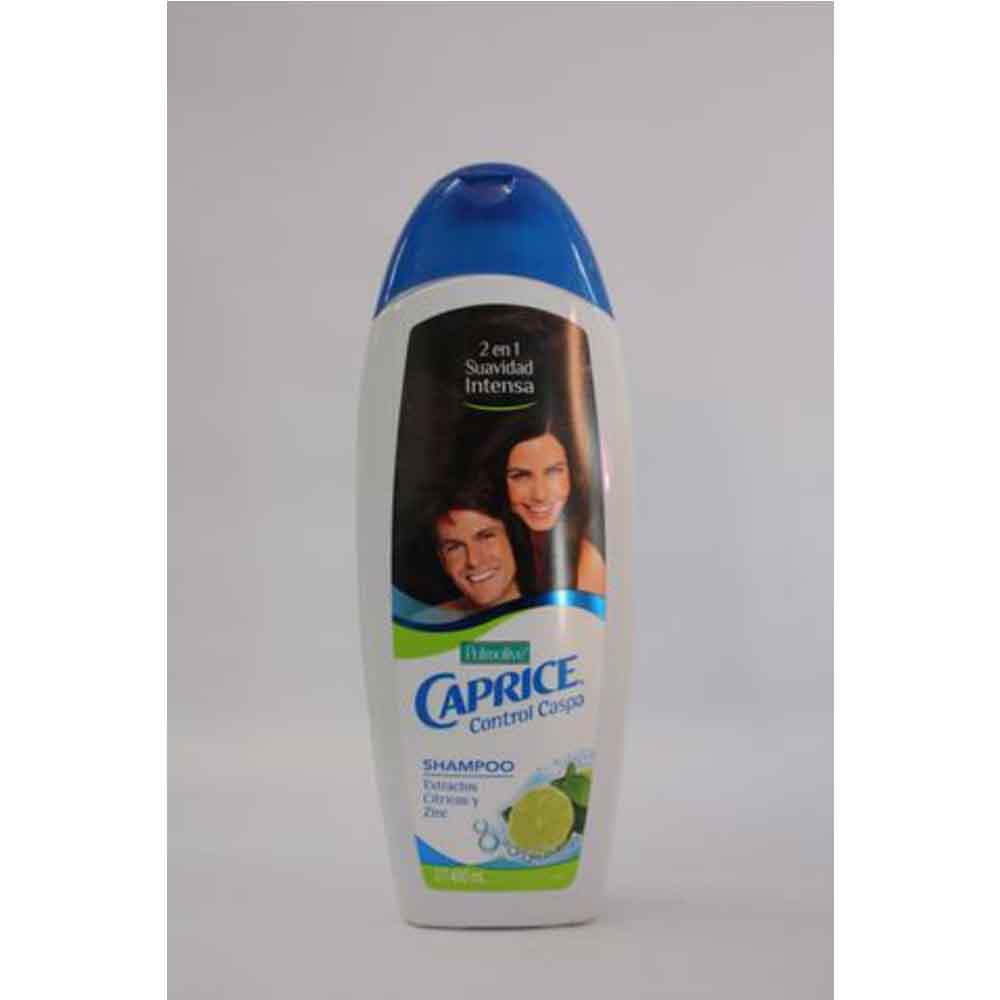 2 en 1
Suavidad
Intensa
Palmolive
CAPRICE
Control Caspa
SHAMPOO
Extractos
Cítricos y
Zinc